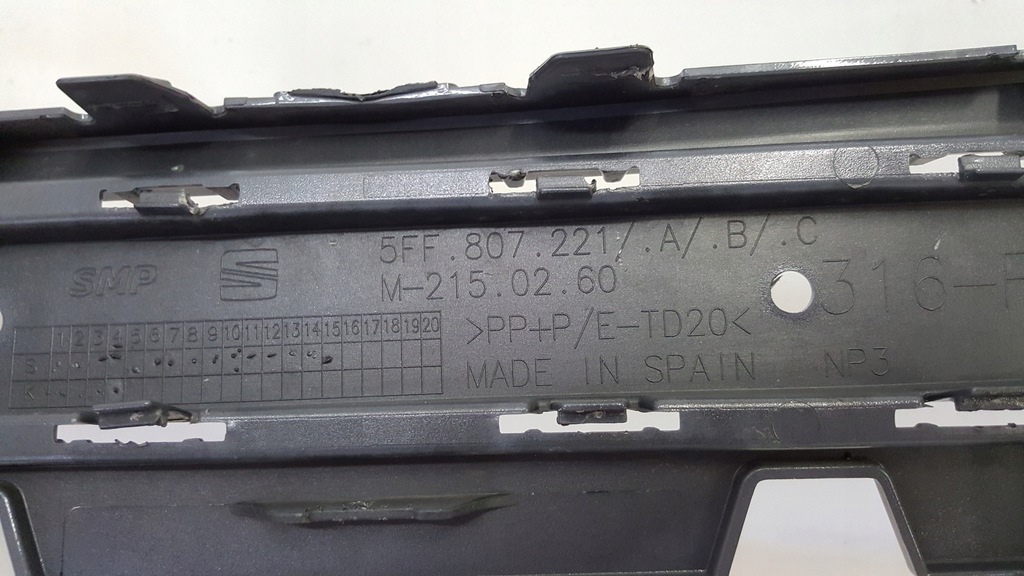 5FF.807.221/.A/.B/.C
SMP
M-215.02.60
316-F
1 2 3 4 5 6 7 8 9 10 11 12 13 14 15 16 17 18 19 20
>PP+P/E-TD20<
S
K
MADE IN SPAIN NP3